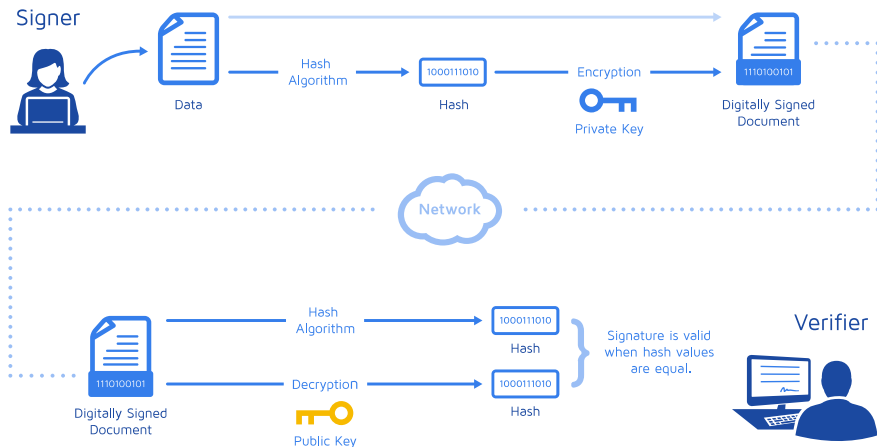 Signer
Hash
Algorithm
1000111010
Encryption
1110100101
Data
Hash
Private Key
Digitally Signed
Document
Network
Hash
Algorithm
1000111010
Hash
Signature is valid
when hash values
are equal.
Verifier
1110100101
Decryption
1000111010
Digitally Signed
Document
Public Key
Hash